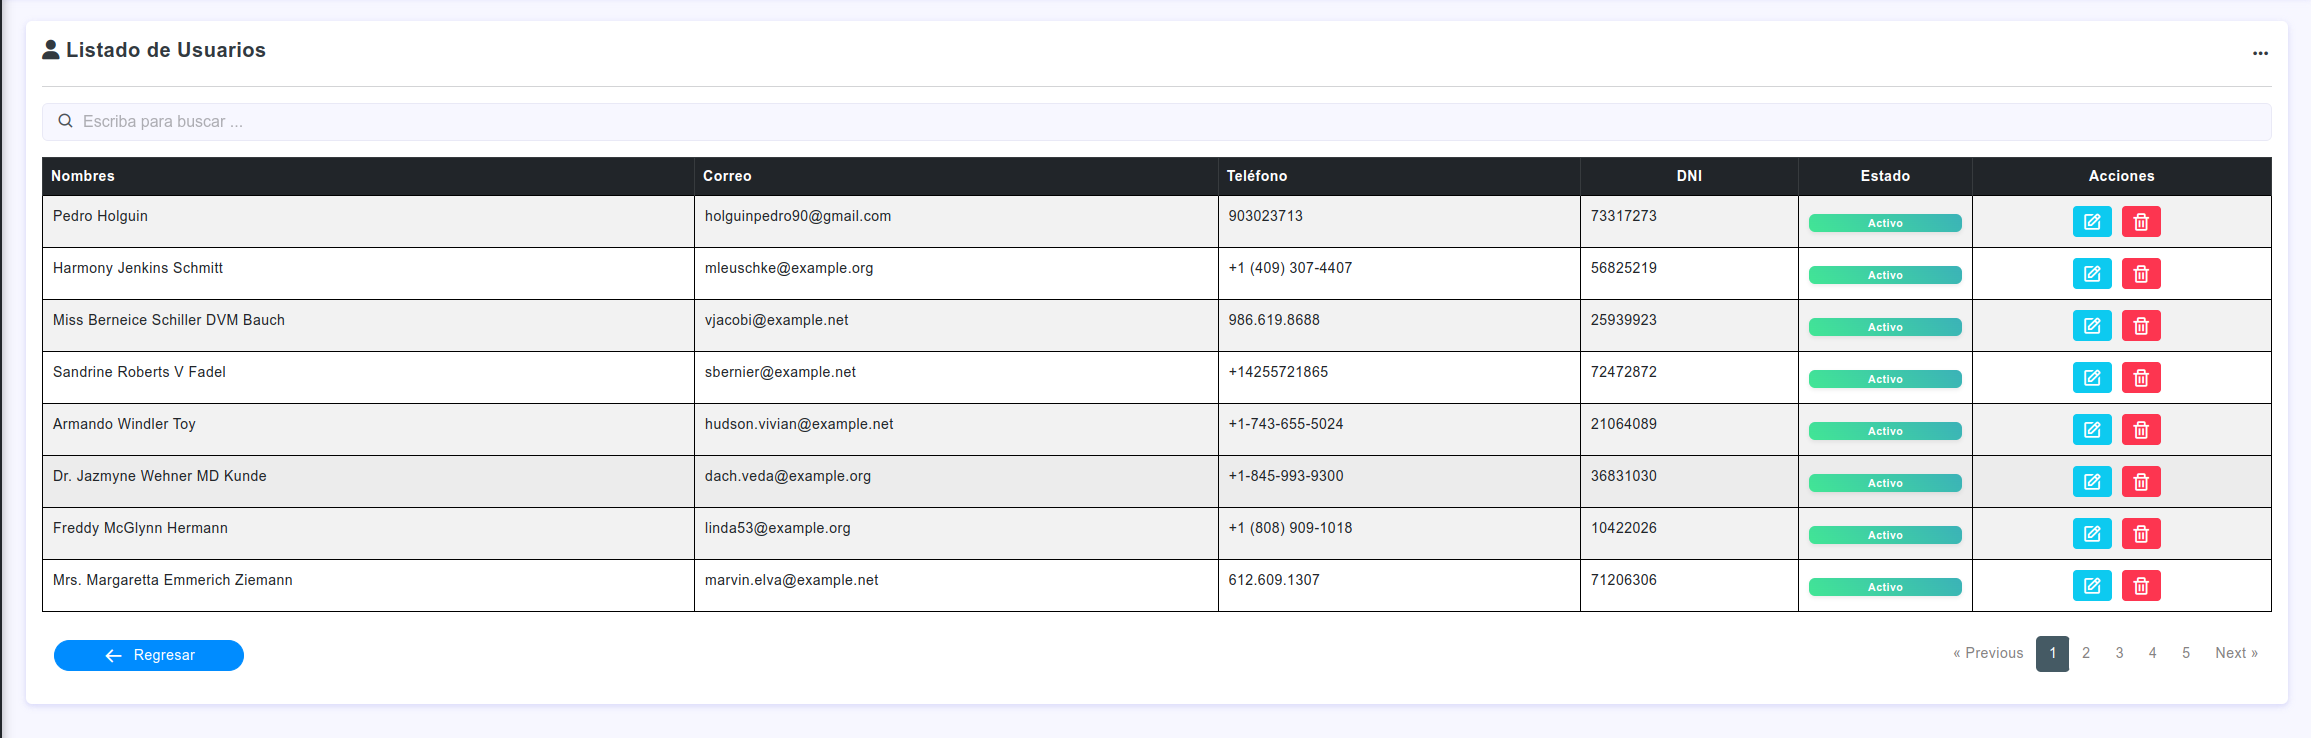 Listado de Usuarios
...
Escriba para buscar ...
Nombres Correo Teléfono DNI Estado Acciones
Pedro Holguin holguinpedro90@gmail.com 903023713 73317273 Activo
Harmony Jenkins Schmitt mleuschke@example.org +1 (409) 307-4407 56825219 Activo
Miss Berneice Schiller DVM Bauch vjacobi@example.net 986.619.8688 25939923 Activo
Sandrine Roberts V Fadel sbernier@example.net +14255721865 72472872 Activo
Armando Windler Toy hudson.vivian@example.net +1-743-655-5024 21064089 Activo
Dr. Jazmyne Wehner MD Kunde dach.veda@example.org +1-845-993-9300 36831030 Activo
Freddy McGlynn Hermann linda53@example.org +1 (808) 909-1018 10422026 Activo
Mrs. Margaretta Emmerich Ziemann marvin.elva@example.net 612.609.1307 71206306 Activo
Regresar « Previous 1 2 3 4 5 Next »